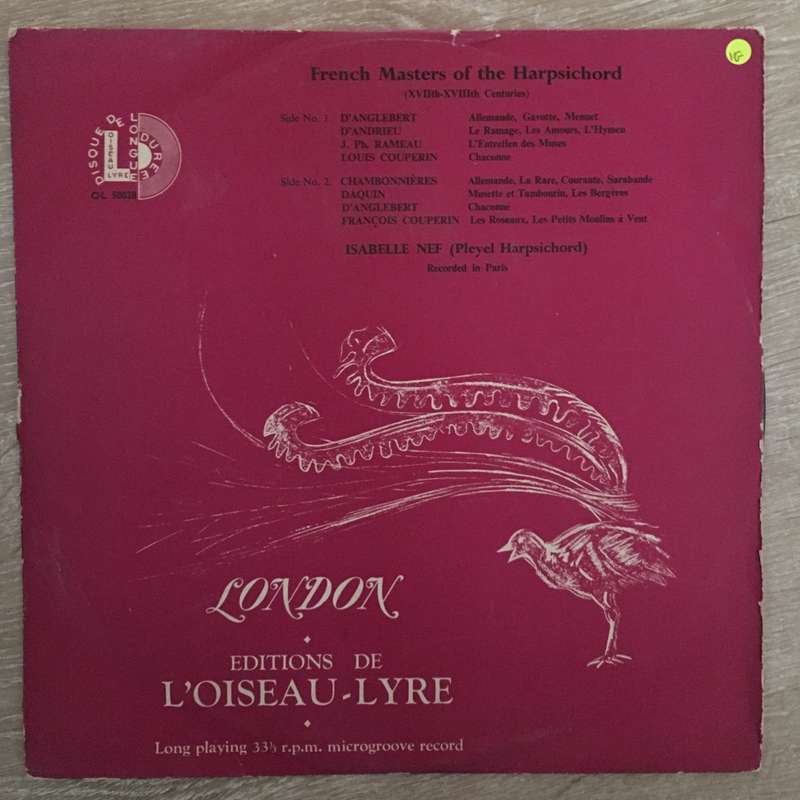 VG
French Masters of the Harpsichord
(XVIIth-XVIIIth Centuries)
DISQUE DE LONGUE DUREE
OISEAU
LYRE
OL 50028
Side No. 1. D'ANGLEBERT Allemande, Gavotte, Menuet
D'ANDRIEU Le Ramage, Les Amours, L'Hymen
J. Ph. RAMEAU L'Entretien des Muses
LOUIS COUPERIN Chaconne
Side No. 2. CHAMBONNIÈRES Allemande, La Rare, Courante, Sarabande
DAQUIN Musette et Tambourin, Les Bergères
D'ANGLEBERT Chaconne
FRANÇOIS COUPERIN Les Roseaux, Les Petits Moulins à Vent
ISABELLE NEF (Pleyel Harpsichord)
Recorded in Paris
LONDON
EDITIONS DE
L'OISEAU-LYRE
Long playing 33⅓ r.p.m. microgroove record